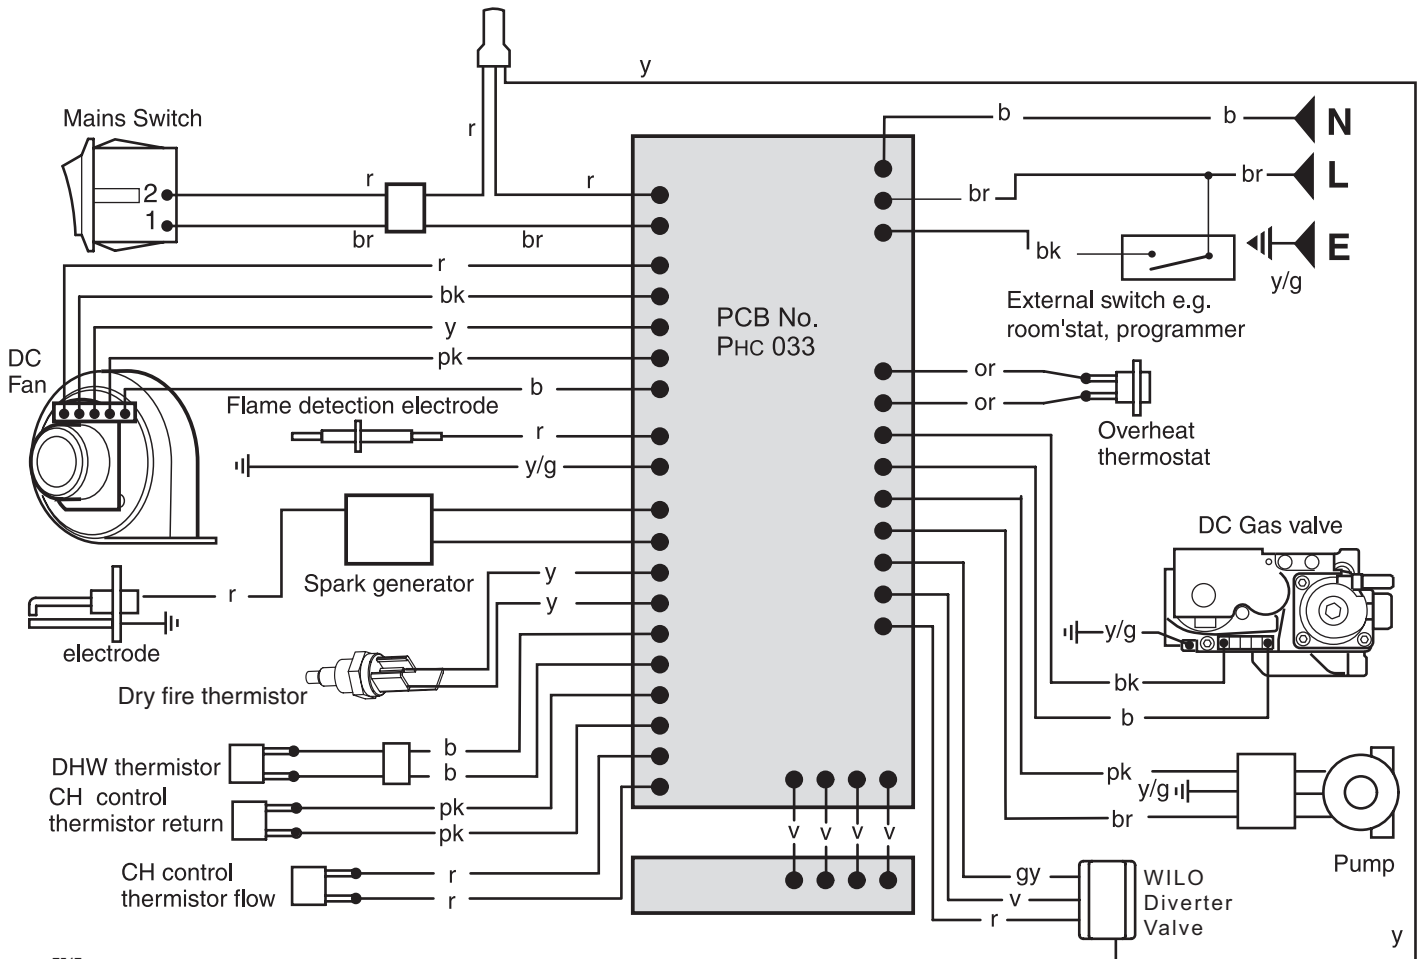 y
Mains Switch
r
b
b
N
2
r
r
br
br
L
1
br
br
bk
E
y/g
r
bk
External switch e.g.
room'stat, programmer
y
PCB No.
PHC 033
DC
Fan
pk
b
or
or
Flame detection electrode
r
Overheat
thermostat
y/g
DC Gas valve
Spark generator
r
y
y
electrode
y/g
Dry fire thermistor
bk
b
DHW thermistor
b
b
pk
y/g
br
CH control
thermistor return
pk
pk
v
v
v
v
Pump
CH control
thermistor flow
r
r
gy
v
r
WILO
Diverter
Valve
y